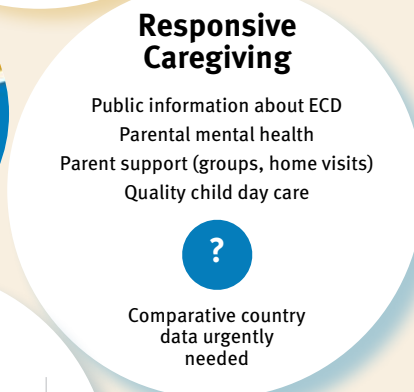 Responsive
Caregiving
Public information about ECD
Parental mental health
Parent support (groups, home visits)
Quality child day care
?
Comparative country
data urgently
needed